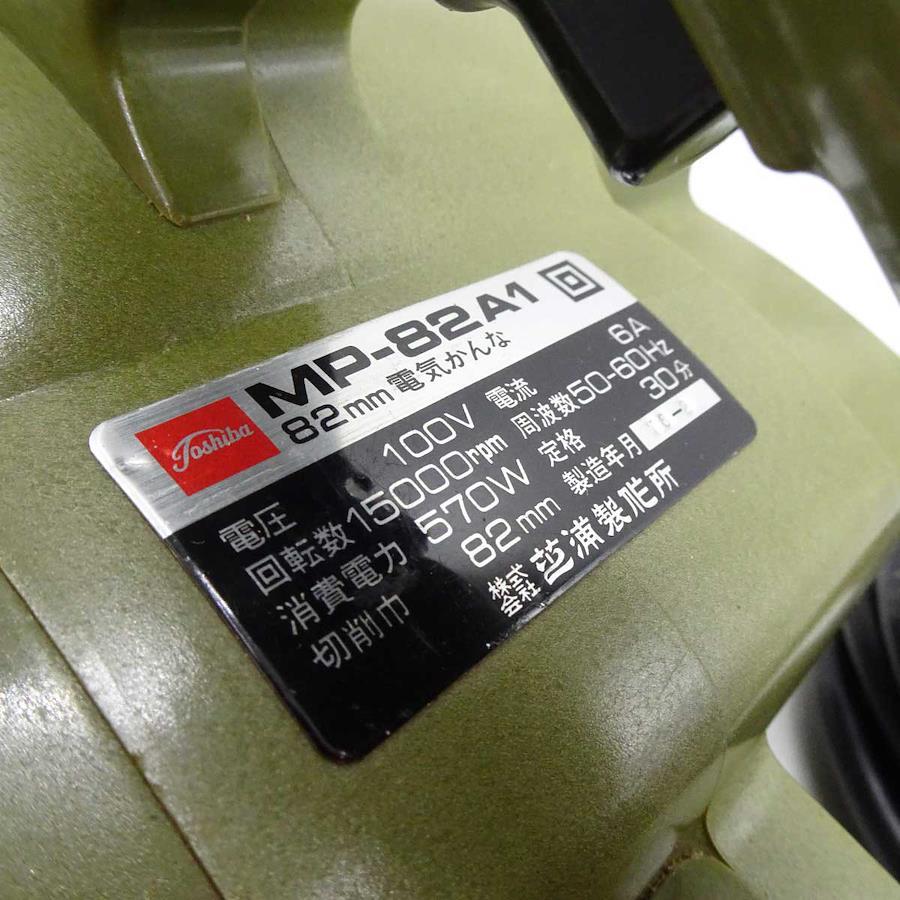 Toshiba
MP-82A1
82mm 電気かんな
電圧 100V 電流 6A
回転数 15000rpm 周波数 50-60Hz
消費電力 570W 定格 30分
切削巾 82mm 製造年月
株式会社 芝浦製作所